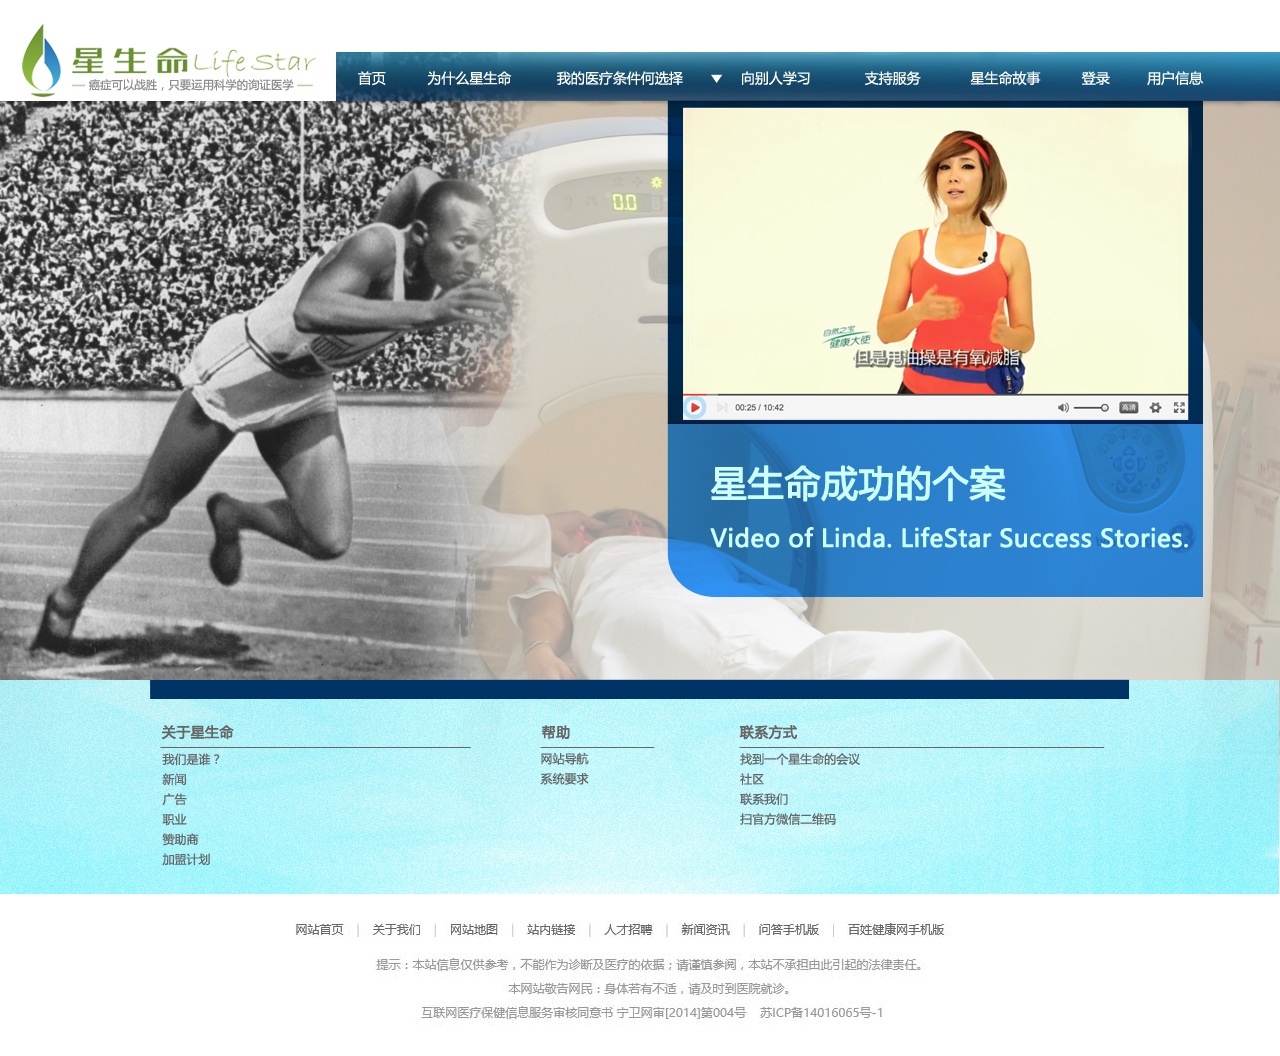 星生命LifeStar
癌症可以战胜，只要运用科学的询证医学
首页 为什么星生命 我的医疗条件何选择 向别人学习 支持服务 星生命故事 登录 用户信息
00
自然之宝
健康大使
但是甩油操是有氧减脂
00:25 / 10:42 高清
星生命成功的个案
Video of Linda. LifeStar Success Stories.
关于星生命
我们是谁？
新闻
广告
职业
赞助商
加盟计划
帮助
网站导航
系统要求
联系方式
找到一个星生命的会议
社区
联系我们
扫官方微信二维码
网站首页 | 关于我们 | 网站地图 | 站内链接 | 人才招聘 | 新闻资讯 | 问答手机版 | 百姓健康网手机版
提示：本站信息仅供参考，不能作为诊断及医疗的依据；请谨慎参阅，本站不承担由此引起的法律责任。
本网站敬告网民：身体若有不适，请及时到医院就诊。
互联网医疗保健信息服务审核同意书 宁卫网审[2014]第004号 苏ICP备14016065号-1